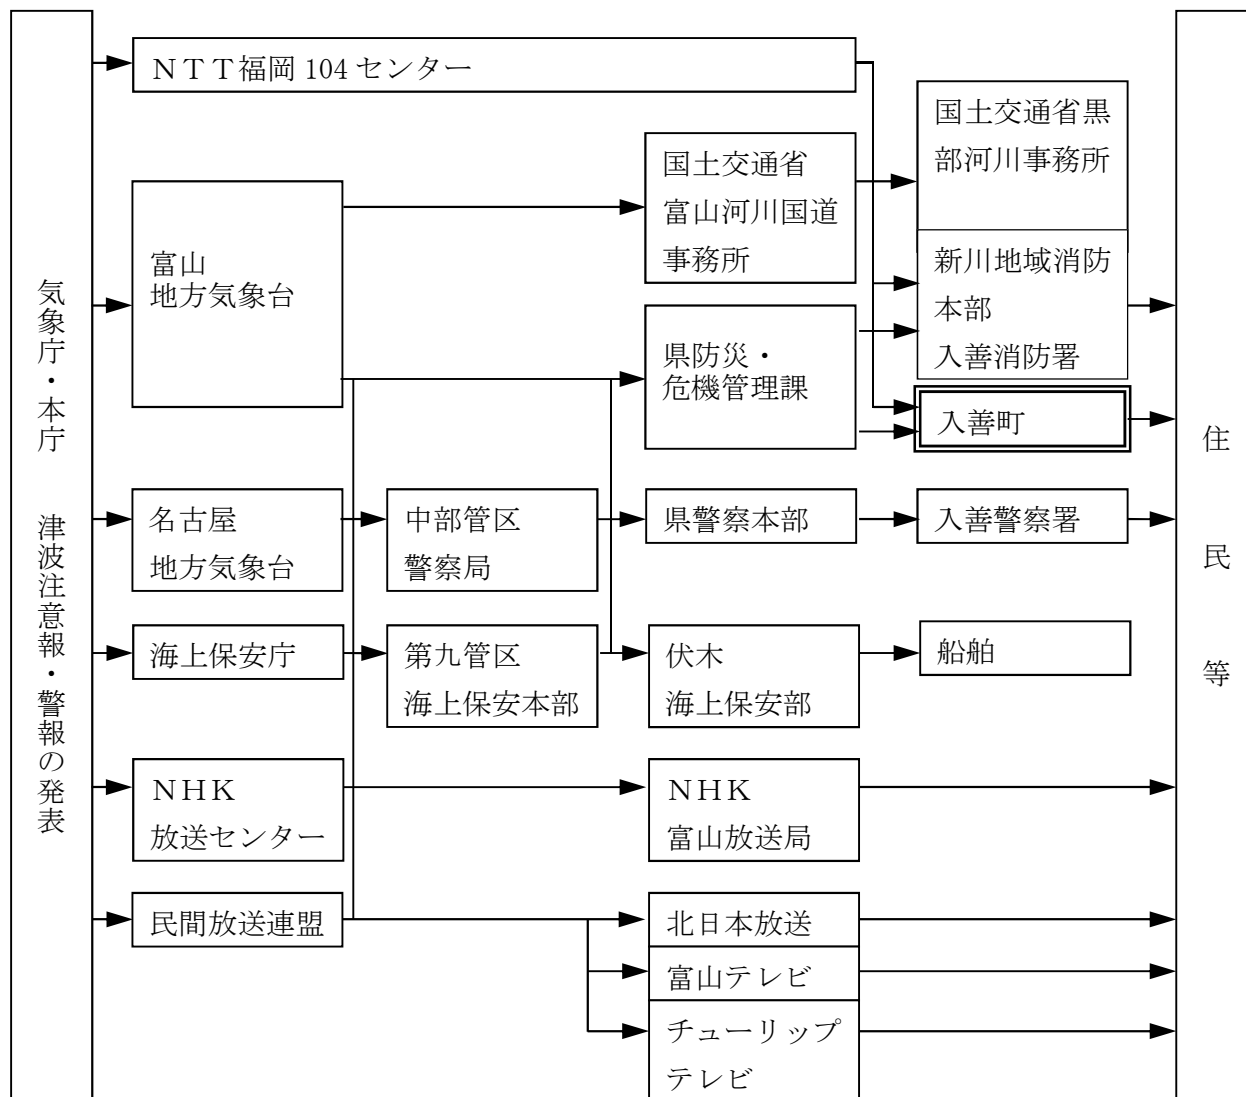 気象庁・本庁　津波注意報・警報の発表
ＮＴＴ福岡 104 センター
富山
地方気象台
名古屋
地方気象台
海上保安庁
ＮＨＫ
放送センター
民間放送連盟
中部管区
警察局
第九管区
海上保安本部
国土交通省
富山河川国道
事務所
県防災・
危機管理課
県警察本部
伏木
海上保安部
ＮＨＫ
富山放送局
北日本放送
富山テレビ
チューリップ
テレビ
国土交通省黒
部河川事務所
新川地域消防
本部
入善消防署
入善町
入善警察署
船舶
住民等